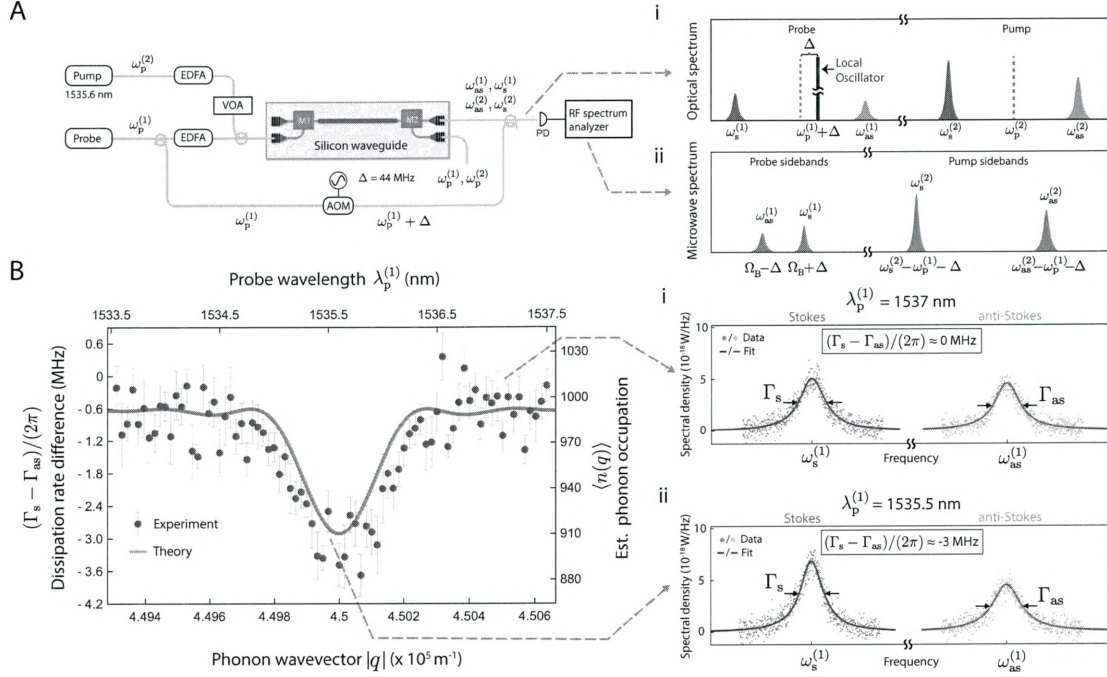 A
Pump
ω_p^(2)
EDFA
1535.6 nm
VOA
Probe
ω_p^(1)
EDFA
M1
M2
Silicon waveguide
ω_as^(1), ω_s^(1)
ω_as^(2), ω_s^(2)
PD
RF spectrum
analyzer
ω_p^(1), ω_p^(2)
Δ = 44 MHz
AOM
ω_p^(1)
ω_p^(1) + Δ
i
Optical spectrum
Probe
Pump
Δ
Local
Oscillator
ω_s^(1)
ω_p^(1)+Δ
ω_as^(1)
ω_s^(2)
ω_p^(2)
ω_as^(2)
ii
Microwave spectrum
Probe sidebands
Pump sidebands
ω_as^(1)
ω_s^(1)
ω_s^(2)
ω_as^(2)
Ω_B−Δ
Ω_B+Δ
ω_s^(2)−ω_p^(1)−Δ
ω_as^(2)−ω_p^(1)−Δ
B
Probe wavelength λ_p^(1) (nm)
1533.5 1534.5 1535.5 1536.5 1537.5
(Γ_s − Γ_as)/(2π)
Dissipation rate difference (MHz)
0.6
0
-0.6
-1.2
-1.8
-2.4
-3.0
-3.6
-4.2
1030
1000
970
940
910
880
⟨n(q)⟩
Est. phonon occupation
Experiment
Theory
4.494 4.496 4.498 4.5 4.502 4.504 4.506
Phonon wavevector |q| (x 10^5 m^-1)
i
λ_p^(1) = 1537 nm
Stokes
anti-Stokes
Spectral density (10^-18 W/Hz)
10
5
0
/ Data
/ Fit
(Γ_s − Γ_as)/(2π) ≈ 0 MHz
Γ_s
Γ_as
ω_s^(1)
Frequency
ω_as^(1)
ii
λ_p^(1) = 1535.5 nm
Stokes
anti-Stokes
Spectral density (10^-18 W/Hz)
10
5
0
/ Data
/ Fit
(Γ_s − Γ_as)/(2π) ≈ -3 MHz
Γ_s
Γ_as
ω_s^(1)
Frequency
ω_as^(1)